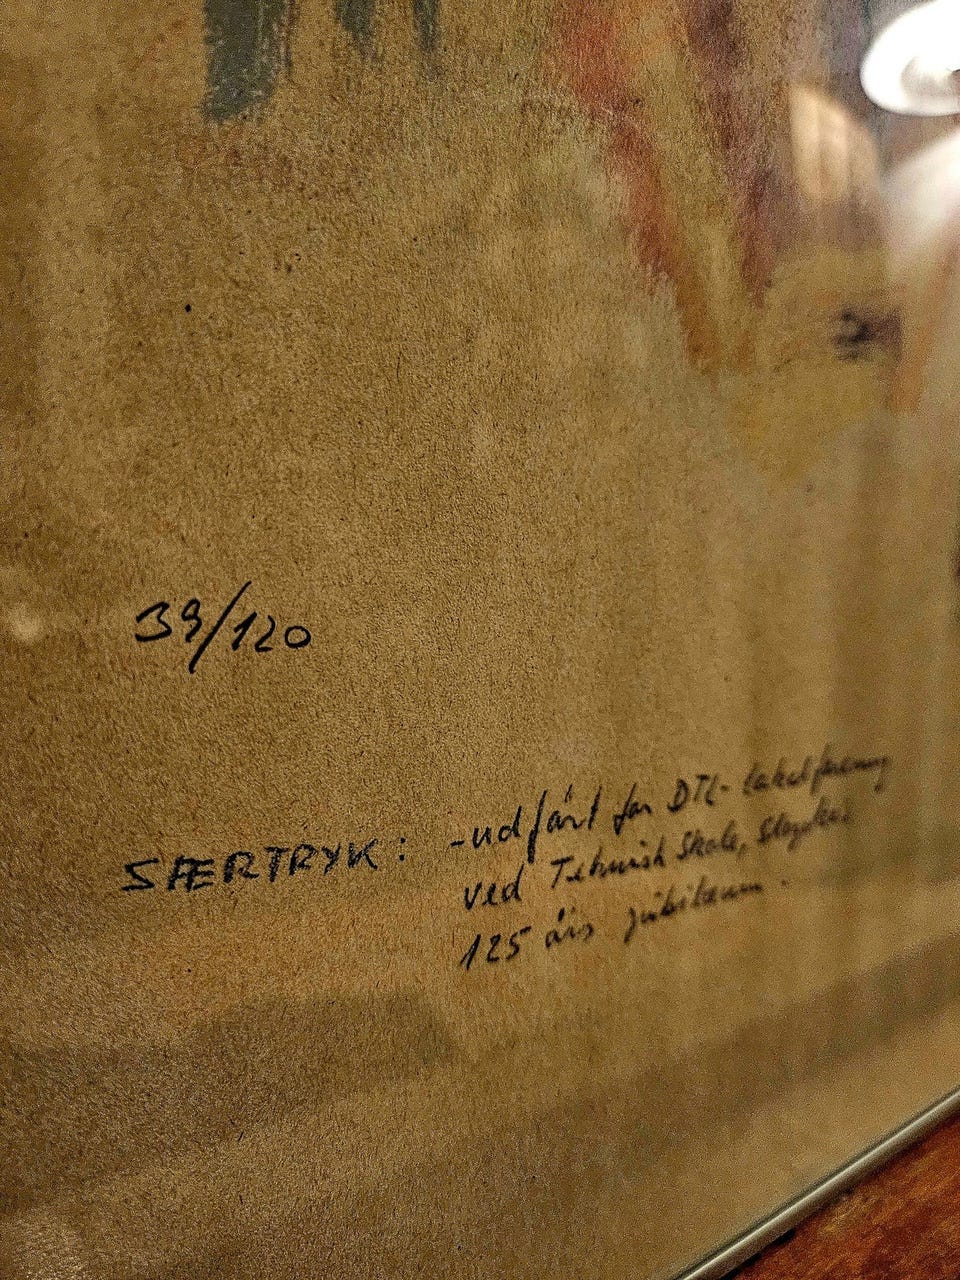 39/120
SÆRTRYK: -udført for DTL-lokalforening
ved Teknisk Skole, Slagelse's
125 års jubilæum.